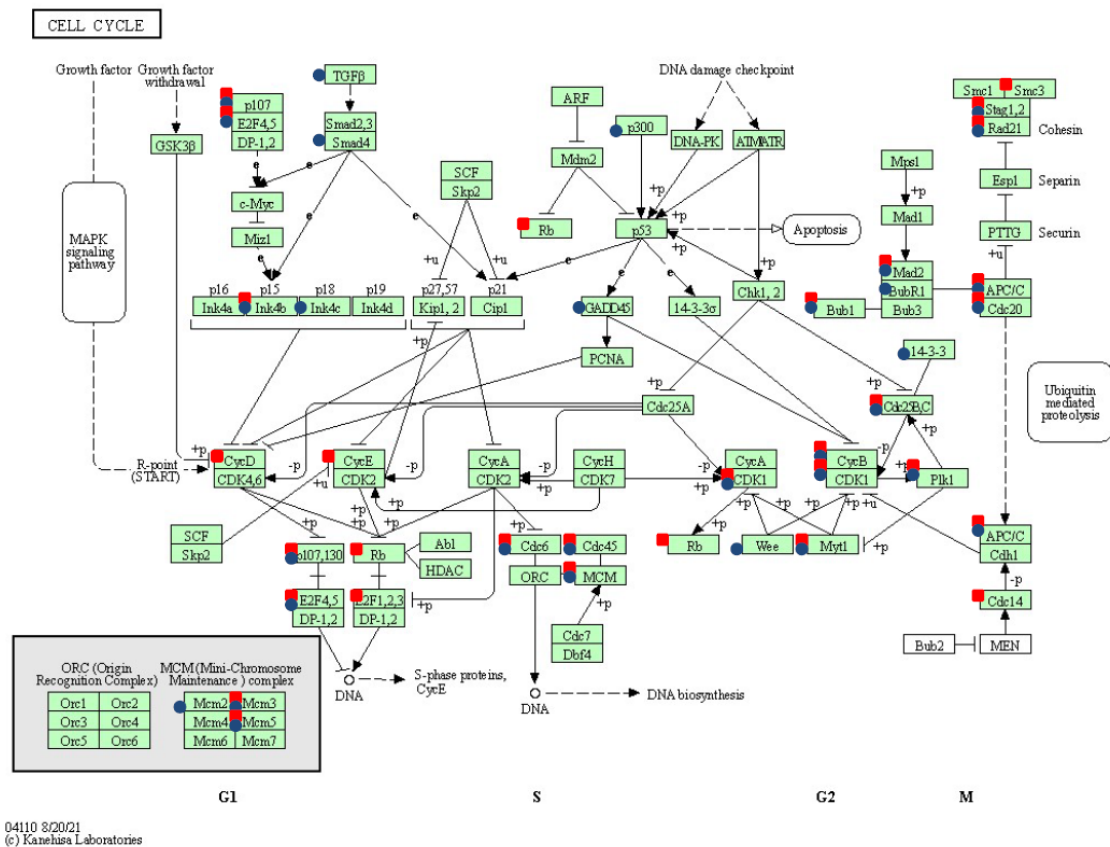 CELL CYCLE
Growth factor
Growth factor
withdrawal
TGFβ
DNA damage checkpoint
Smc1
Smc3
Stag1,2
Rad21
Cohesin
p107
E2F4,5
DP-1,2
Smad2,3
Smad4
ARF
p300
DNA-PK
ATM/ATR
GSK3β
Mdm2
Mps1
+p
SCF
Skp2
e
e
+p
Esp1
Separin
c-Myc
Mad1
Miz1
MAPK
signaling
pathway
Rb
p53
+p
Apoptosis
PTTG
Securin
e
e
e
+u
+u
e
e
+p
+p
+p
+u
Mad2
BubR1
Bub3
Bub1
APC/C
Cdc20
p16
Ink4a
p15
Ink4b
p18
Ink4c
p19
Ink4d
p27,57
Kip1, 2
p21
Cip1
GADD45
14-3-3σ
Chk1, 2
+p
PCNA
14-3-3
+p
+p
Cdc25A
Cdc25B,C
Ubiquitin
mediated
proteolysis
R-point
(START)
+p
CycD
CDK4,6
-p
+u
CycE
CDK2
-p
CycA
CDK2
-p
+p
CycH
CDK7
-p
+p
CycA
CDK1
CycB
CDK1
-p
+p
Plk1
+p
+p
+p
+p
+p
+p
+p
+p
+u
SCF
Skp2
p107,130
Rb
Abl
HDAC
Cdc6
Cdc45
ORC
MCM
Rb
Wee
Myt1
+p
APC/C
Cdh1
-p
E2F4,5
DP-1,2
E2F1,2,3
DP-1,2
+p
+p
Cdc7
Dbf4
Cdc14
Bub2
MEN
DNA
S-phase proteins,
CycE
DNA
DNA biosynthesis
ORC (Origin
Recognition Complex)
MCM (Mini-Chromosome
Maintenance ) complex
Orc1
Orc2
Orc3
Orc4
Orc5
Orc6
Mcm2
Mcm3
Mcm4
Mcm5
Mcm6
Mcm7
G1
S
G2
M
04110 8/20/21
(c) Kanehisa Laboratories